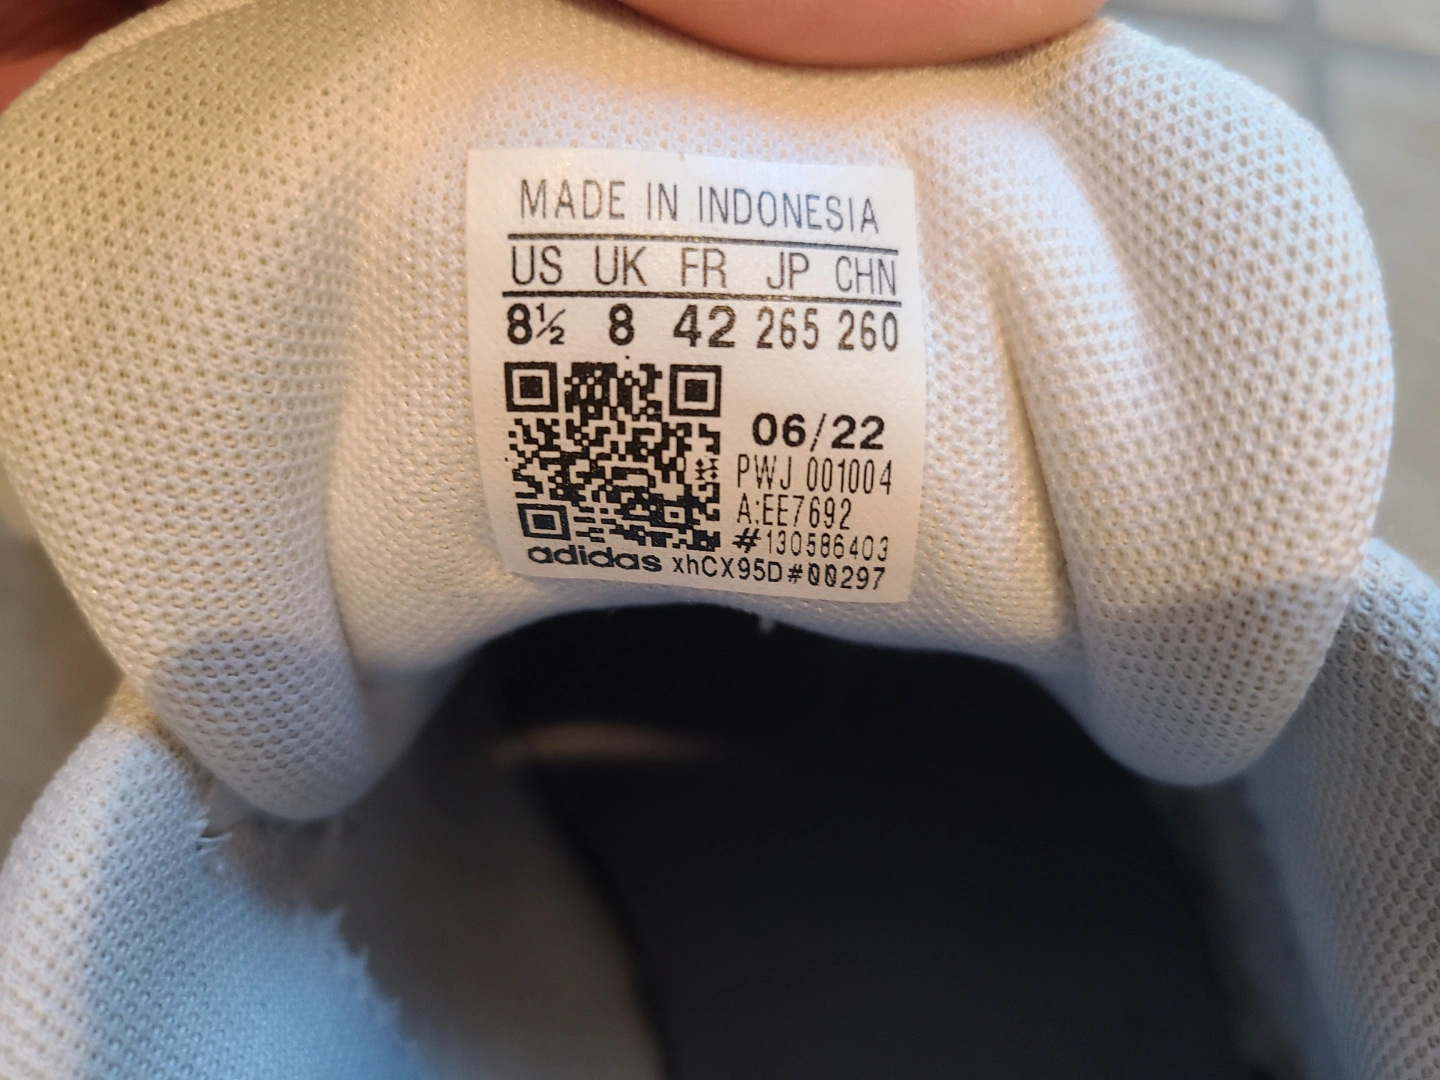 MADE IN INDONESIA
US UK FR JP CHN
8½ 8 42 265 260
06/22
PWJ 001004
A:EE7692
#130586403
adidas xhCX95D#00297